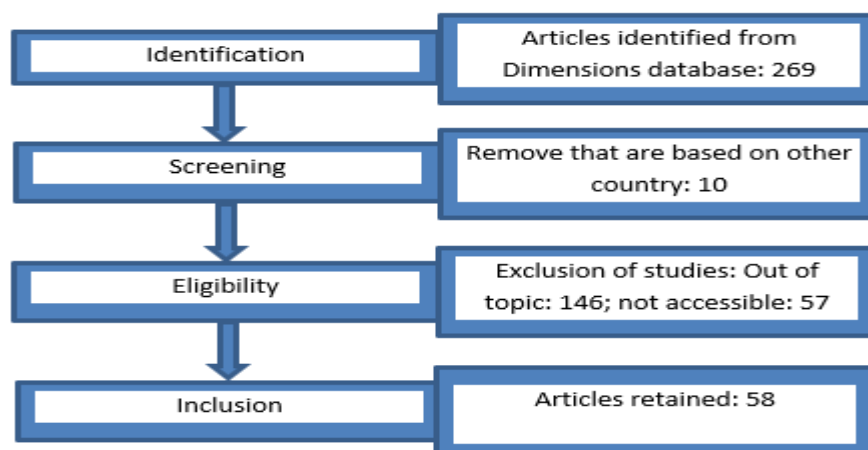 Identification
Articles identified from
Dimensions database: 269
Screening
Remove that are based on other
country: 10
Eligibility
Exclusion of studies: Out of
topic: 146; not accessible: 57
Inclusion
Articles retained: 58